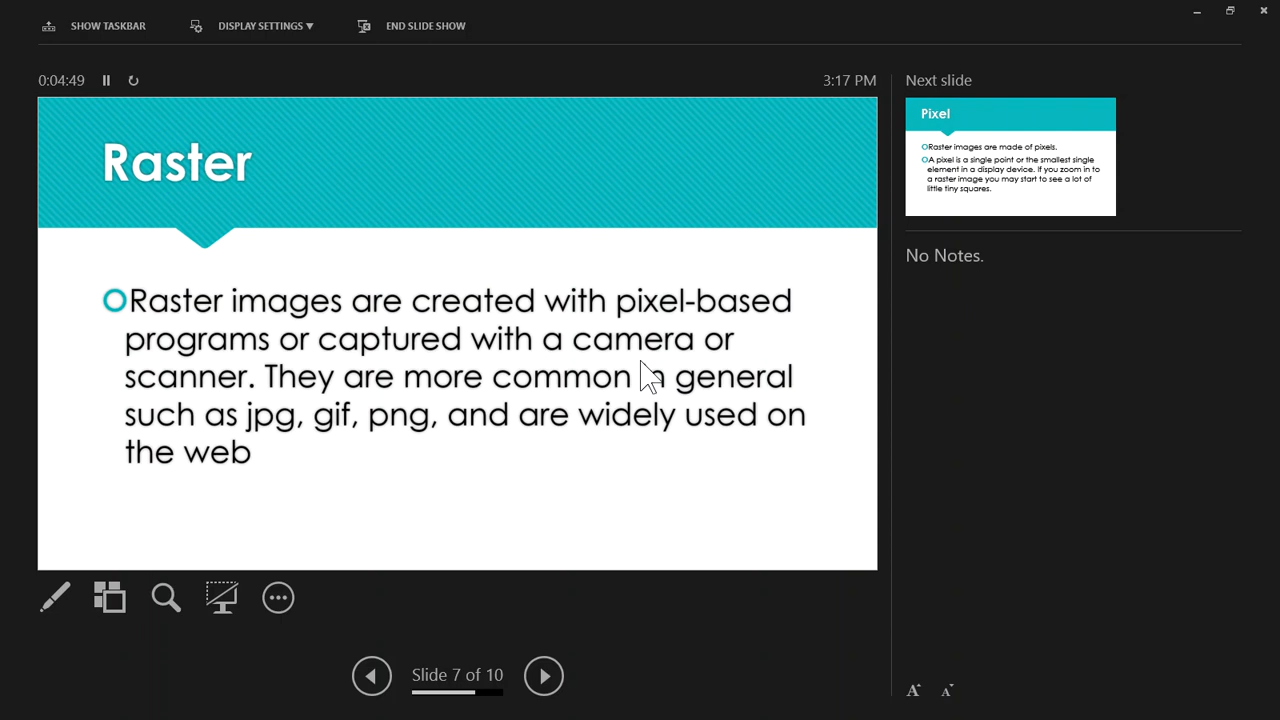 SHOW TASKBAR
DISPLAY SETTINGS ▼
END SLIDE SHOW
0:04:49
3:17 PM
Raster
Raster images are created with pixel-based
programs or captured with a camera or
scanner. They are more common in general
such as jpg, gif, png, and are widely used on
the web
Slide 7 of 10
Next slide
Pixel
Raster images are made of pixels.
A pixel is a single point or the smallest single
element in a display device. If you zoom in to
a raster image you may start to see a lot of
little tiny squares.
No Notes.
A
A